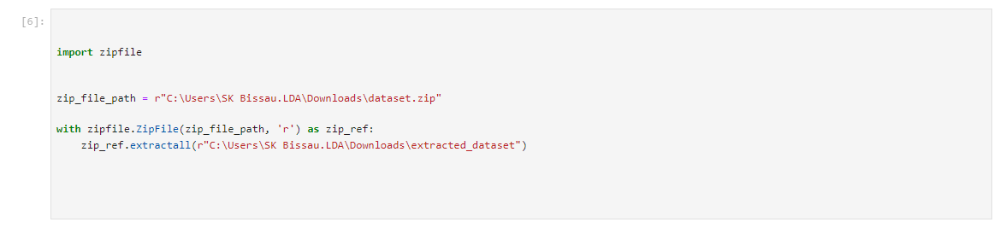 [6]:
import zipfile
zip_file_path = r"C:\Users\SK Bissau.LDA\Downloads\dataset.zip"
with zipfile.ZipFile(zip_file_path, 'r') as zip_ref:
    zip_ref.extractall(r"C:\Users\SK Bissau.LDA\Downloads\extracted_dataset")